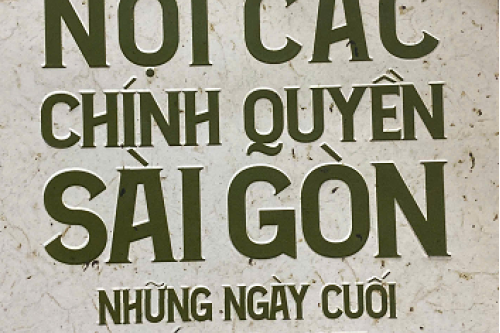 NỘI CÁC
CHÍNH QUYỀN
SÀI GÒN
NHỮNG NGÀY CUỐI